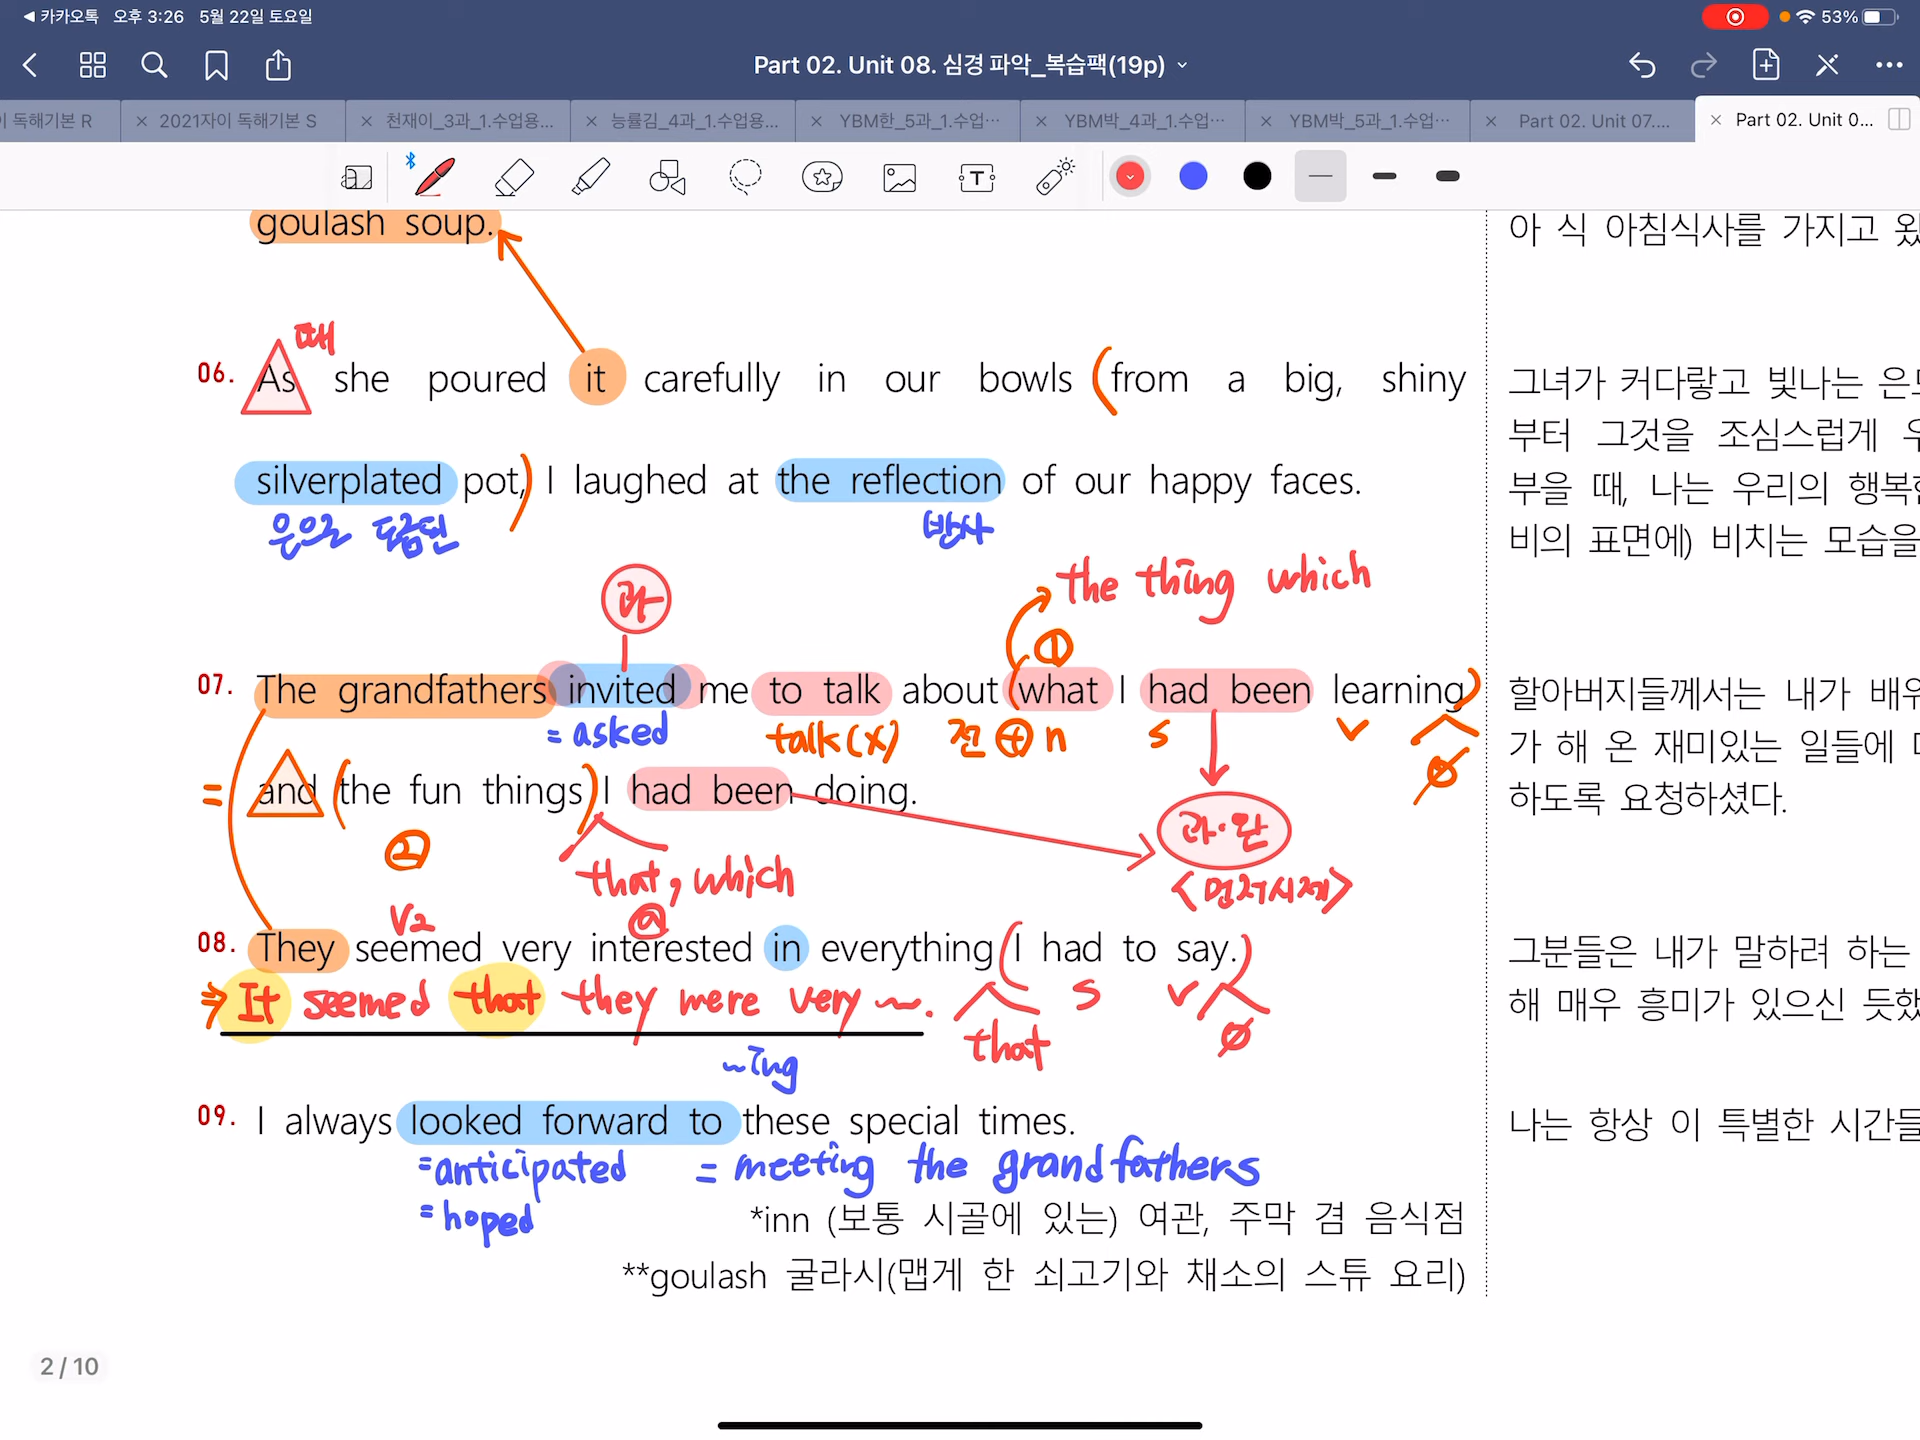 카카오톡 오후 3:26 5월 22일 토요일 53%
Part 02. Unit 08. 심경 파악_복습팩(19p)
이 독해기본 R
2021자이 독해기본 S
천재이_3과_1.수업용...
능률김_4과_1.수업용...
YBM한_5과_1.수업...
YBM박_4과_1.수업...
YBM박_5과_1.수업...
Part 02. Unit 07....
Part 02. Unit 0...
goulash soup.
아 식 아침식사를 가지고 왔
때
06. As she poured it carefully in our bowls (from a big, shiny
그녀가 커다랗고 빛나는
부터 그것을 조심스럽게
silverplated pot,) I laughed at the reflection of our happy faces.
부을 때, 나는 우리의
은으로 도금된 반사
비의 표면에) 비치는 모습을
과 the thing which
①
07. The grandfathers invited me to talk about (what I had been learning)
할아버지들께서는 내가
= asked talk(x) 전 ⊕ n s v ø
가 해 온 재미있는 일들에
= and (the fun things) I had been doing.
하도록 요청하셨다.
② that, which 과·완
<먼저시제>
V2 @
08. They seemed very interested in everything (I had to say.)
그분들은 내가 말하려 하는
⇒ It seemed that they were very ~. s v
해 매우 흥미가 있으신
that ø
~ing
09. I always looked forward to these special times.
나는 항상 이 특별한 시간들
=anticipated = meeting the grandfathers
=hoped
*inn (보통 시골에 있는) 여관, 주막 겸 음식점
**goulash 굴라시(맵게 한 쇠고기와 채소의 스튜 요리)
2 / 10